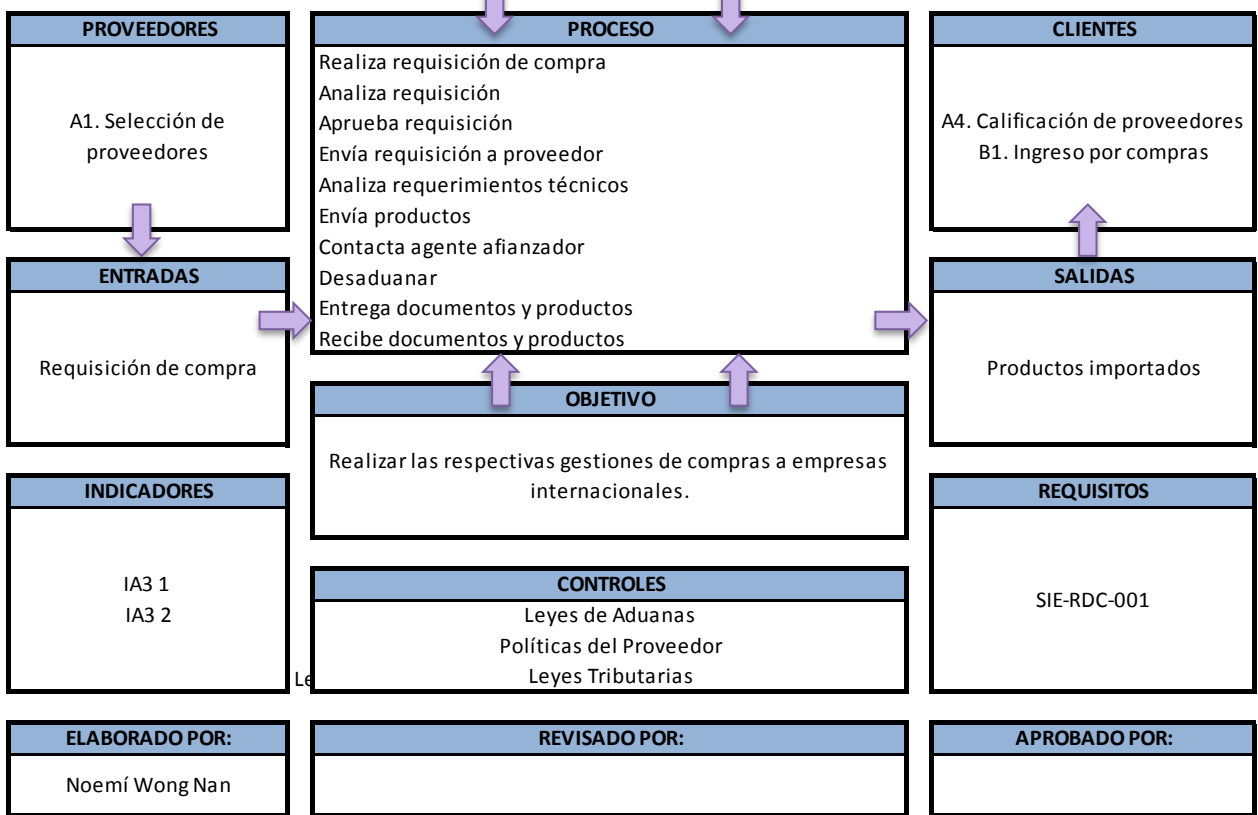 PROVEEDORES
A1. Selección de
proveedores
ENTRADAS
Requisición de compra
INDICADORES
IA3 1
IA3 2
PROCESO
Realiza requisición de compra
Analiza requisición
Aprueba requisición
Envía requisición a proveedor
Analiza requerimientos técnicos
Envía productos
Contacta agente afianzador
Desaduanar
Entrega documentos y productos
Recibe documentos y productos
OBJETIVO
Realizar las respectivas gestiones de compras a empresas
internacionales.
CONTROLES
Leyes de Aduanas
Políticas del Proveedor
Le
Leyes Tributarias
CLIENTES
A4. Calificación de proveedores
B1. Ingreso por compras
SALIDAS
Productos importados
REQUISITOS
SIE-RDC-001
ELABORADO POR:
Noemí Wong Nan
REVISADO POR:
APROBADO POR: